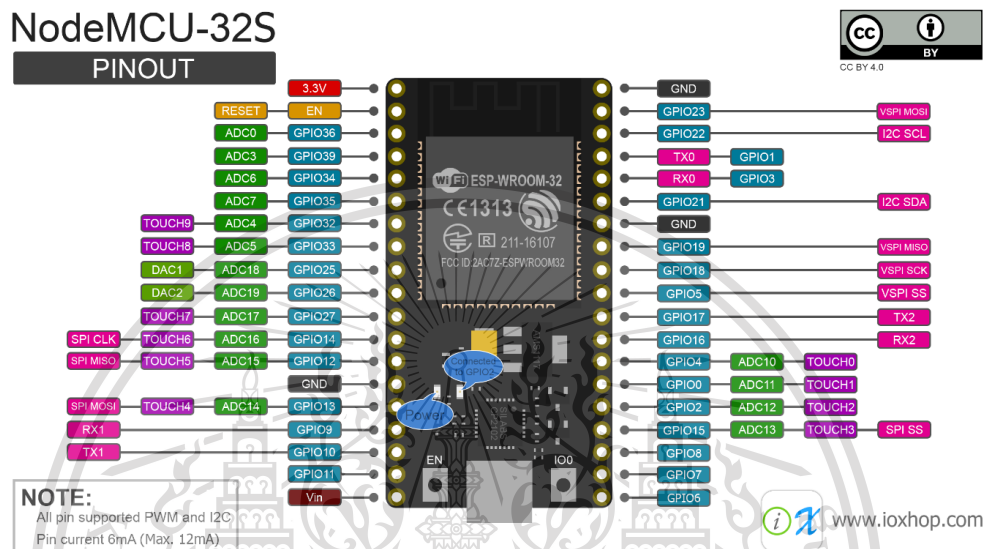 NodeMCU-32S
PINOUT
CC BY
CC BY 4.0
3.3V GND
RESET EN GPIO23 VSPI MOSI
ADC0 GPIO36 GPIO22 I2C SCL
ADC3 GPIO39 TX0 GPIO1
ADC6 GPIO34 RX0 GPIO3
ADC7 GPIO35 GPIO21 I2C SDA
TOUCH9 ADC4 GPIO32 GND
TOUCH8 ADC5 GPIO33 GPIO19 VSPI MISO
DAC1 ADC18 GPIO25 GPIO18 VSPI SCK
DAC2 ADC19 GPIO26 GPIO5 VSPI SS
TOUCH7 ADC17 GPIO27 GPIO17 TX2
SPI CLK TOUCH6 ADC16 GPIO14 GPIO16 RX2
SPI MISO TOUCH5 ADC15 GPIO12 GPIO4 ADC10 TOUCH0
GND GPIO0 ADC11 TOUCH1
SPI MOSI TOUCH4 ADC14 GPIO13 GPIO2 ADC12 TOUCH2
RX1 GPIO9 GPIO15 ADC13 TOUCH3 SPI SS
TX1 GPIO10 GPIO8
GPIO11 GPIO7
Vin GPIO6
WiFi ESP-WROOM-32
CE1313
R 211-16107
FCC ID:2AC7Z-ESPWROOM32
Connected
To GPIO2
Power
EN IO0
NOTE:
All pin supported PWM and I2C
Pin current 6mA (Max. 12mA)
www.ioxhop.com